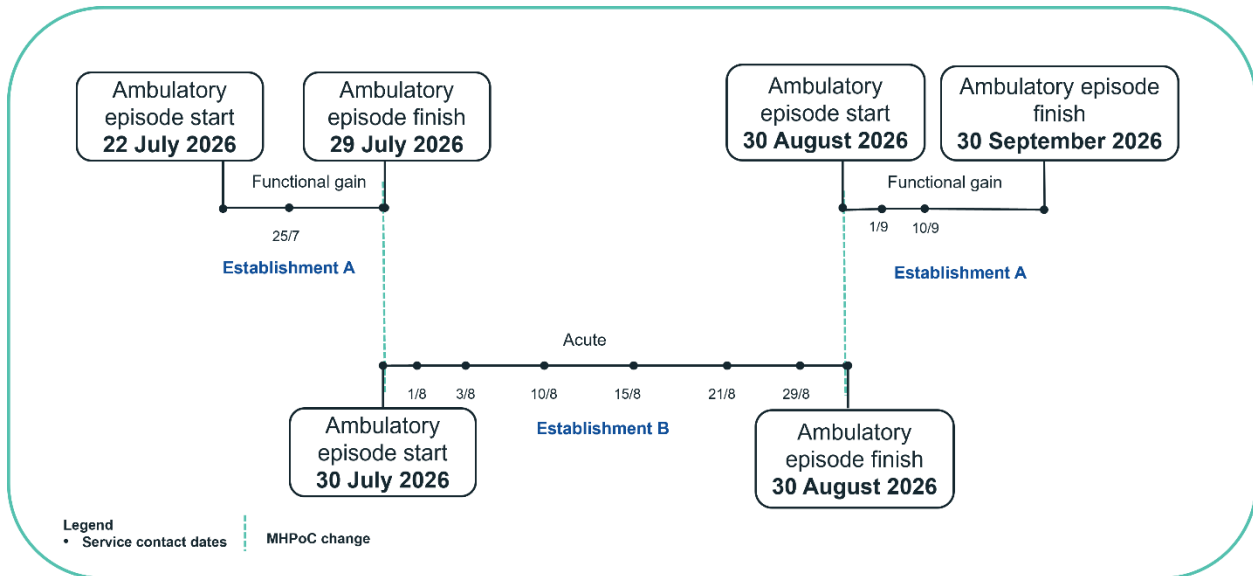 Ambulatory
episode start
22 July 2026
Ambulatory
episode finish
29 July 2026
Ambulatory
episode start
30 August 2026
Ambulatory episode
finish
30 September 2026
Functional gain
Functional gain
25/7
1/9
10/9
Establishment A
Establishment A
Acute
1/8
3/8
10/8
15/8
21/8
29/8
Establishment B
Ambulatory
episode start
30 July 2026
Ambulatory
episode finish
30 August 2026
Legend
• Service contact dates
MHPoC change